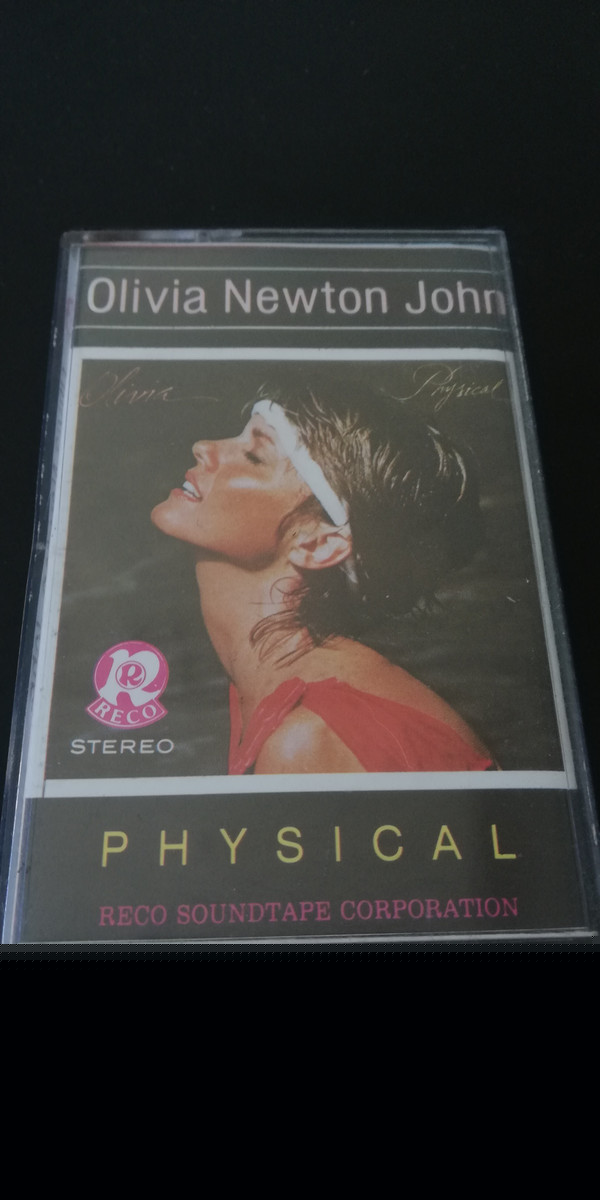 Olivia Newton John
Olivia Physical
R
RECO
STEREO
PHYSICAL
RECO SOUNDTAPE CORPORATION